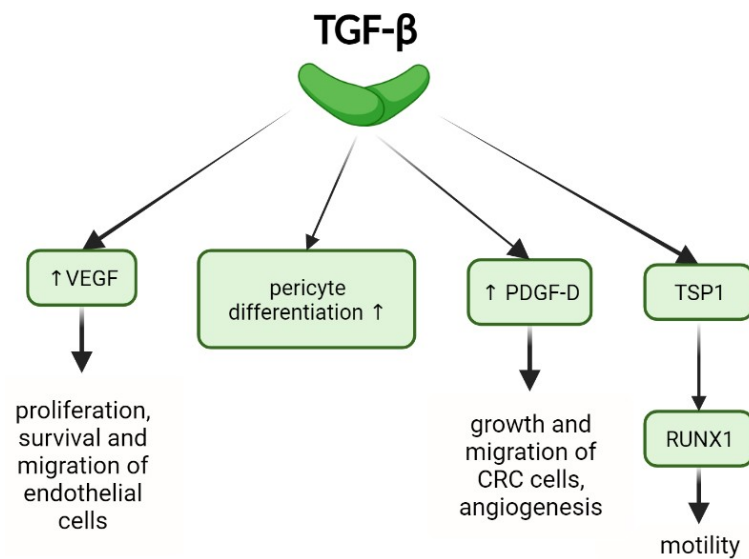 TGF-β
↑VEGF
pericyte
differentiation ↑
↑ PDGF-D
TSP1
proliferation,
survival and
migration of
endothelial
cells
growth and
migration of
CRC cells,
angiogenesis
RUNX1
motility